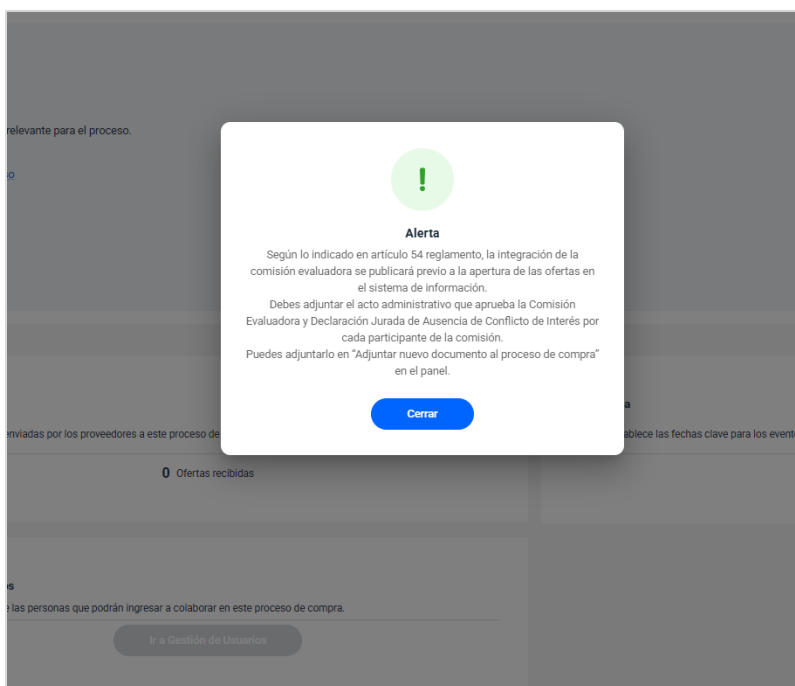 relevante para el proceso.
so
Alerta
Según lo indicado en artículo 54 reglamento, la integración de la
comisión evaluadora se publicará previo a la apertura de las ofertas en
el sistema de información.
Debes adjuntar el acto administrativo que aprueba la Comisión
Evaluadora y Declaración Jurada de Ausencia de Conflicto de Interés por
cada participante de la comisión.
Puedes adjuntarlo en “Adjuntar nuevo documento al proceso de compra”
en el panel.
Cerrar
a
enviadas por los proveedores a este proceso de
ablece las fechas clave para los event
0 Ofertas recibidas
os
e las personas que podrán ingresar a colaborar en este proceso de compra.
Ir a Gestión de Usuarios